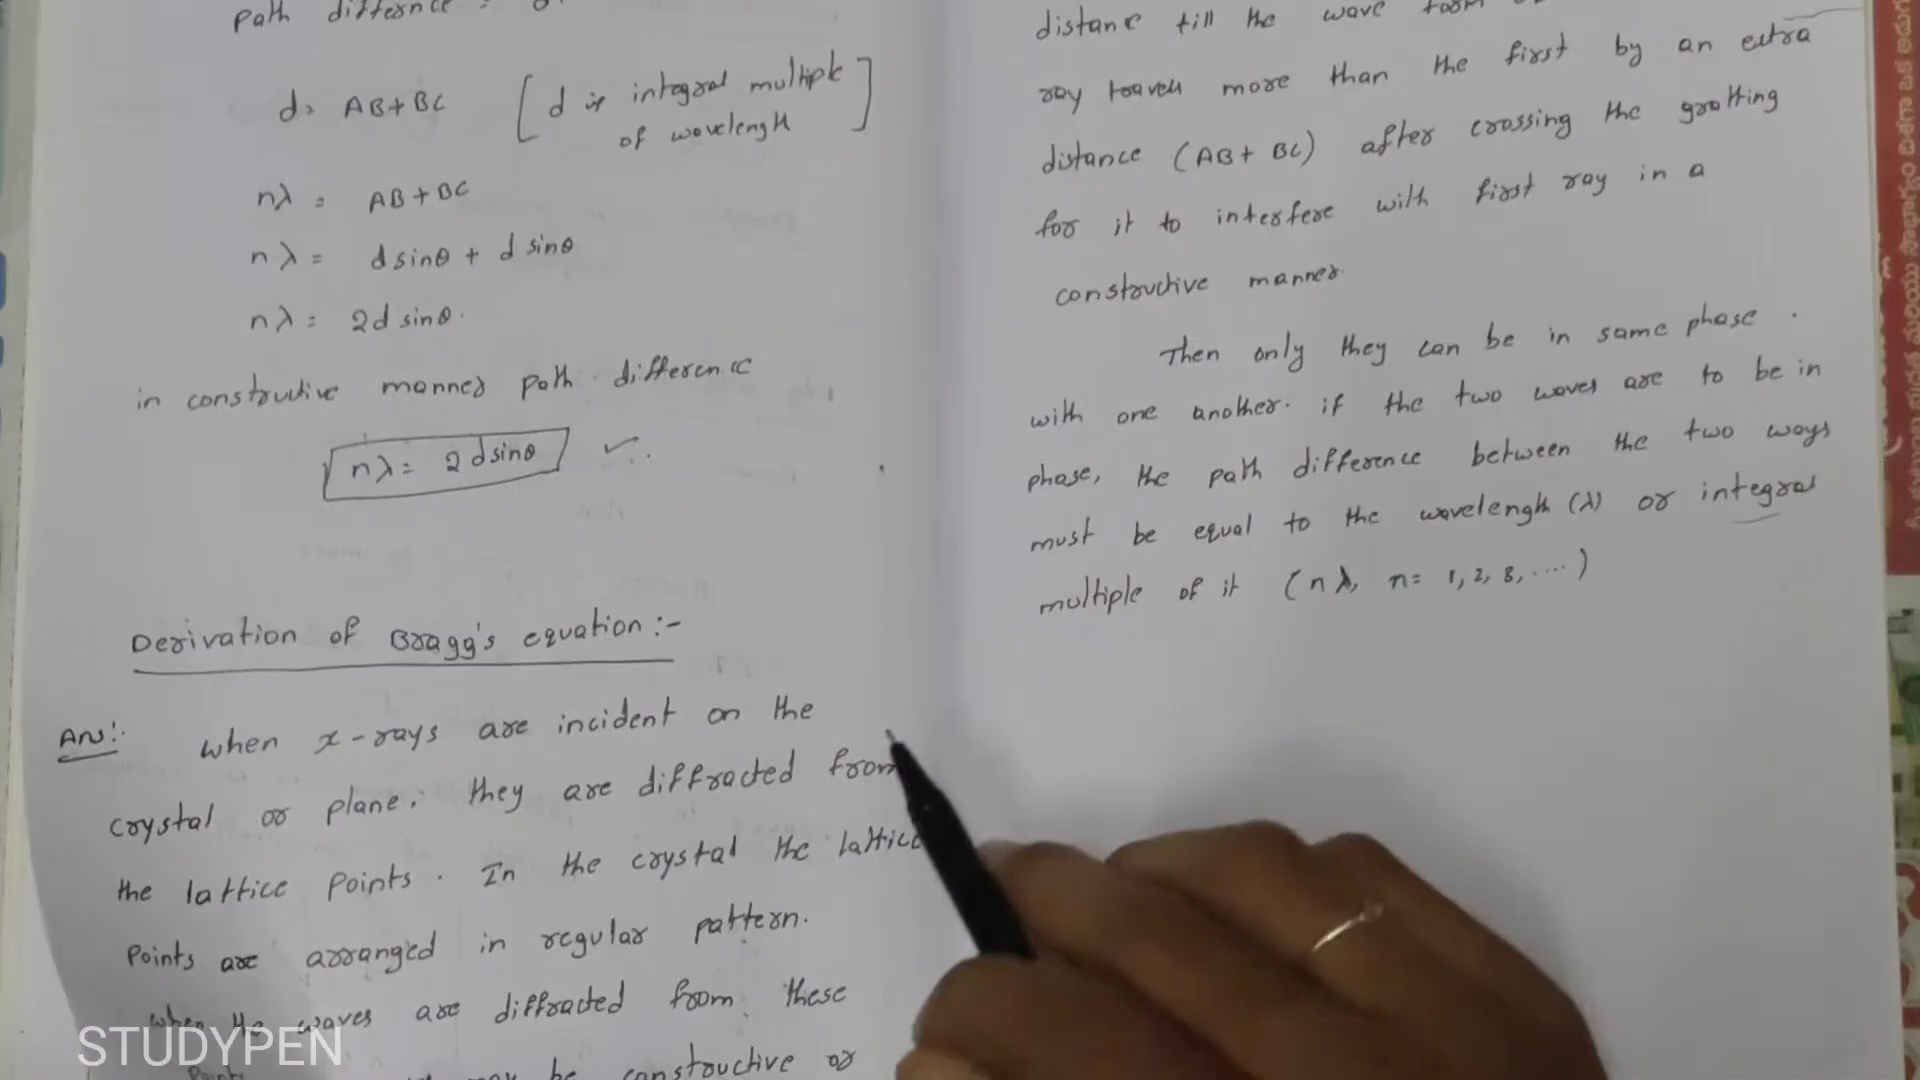 path differnce =
d = AB+BC [ d is integral multiple
of wavelength ]
nλ = AB+BC
nλ = d sinθ + d sinθ
nλ = 2d sinθ.
in constructive manner path difference
nλ = 2dsinθ
Derivation of Bragg's equation:-
Ans:- when x-rays are incident on the
crystal or plane. they are diffracted from
the lattice points. In the crystal the lattice
Points are arranged in regular pattern.
when the waves are diffracted from these
Points may be constructive or
STUDYPEN
distance till the wave
ray travels more than the first by an extra
distance (AB+ BC) after crossing the gratting
for it to interfere with first ray in a
constructive manner.
Then only they can be in same phase.
with one another. if the two waves are to be in
phase, the path difference between the two ways
must be equal to the wavelength (λ) or integral
multiple of it (nλ, n= 1, 2, 3, ....)